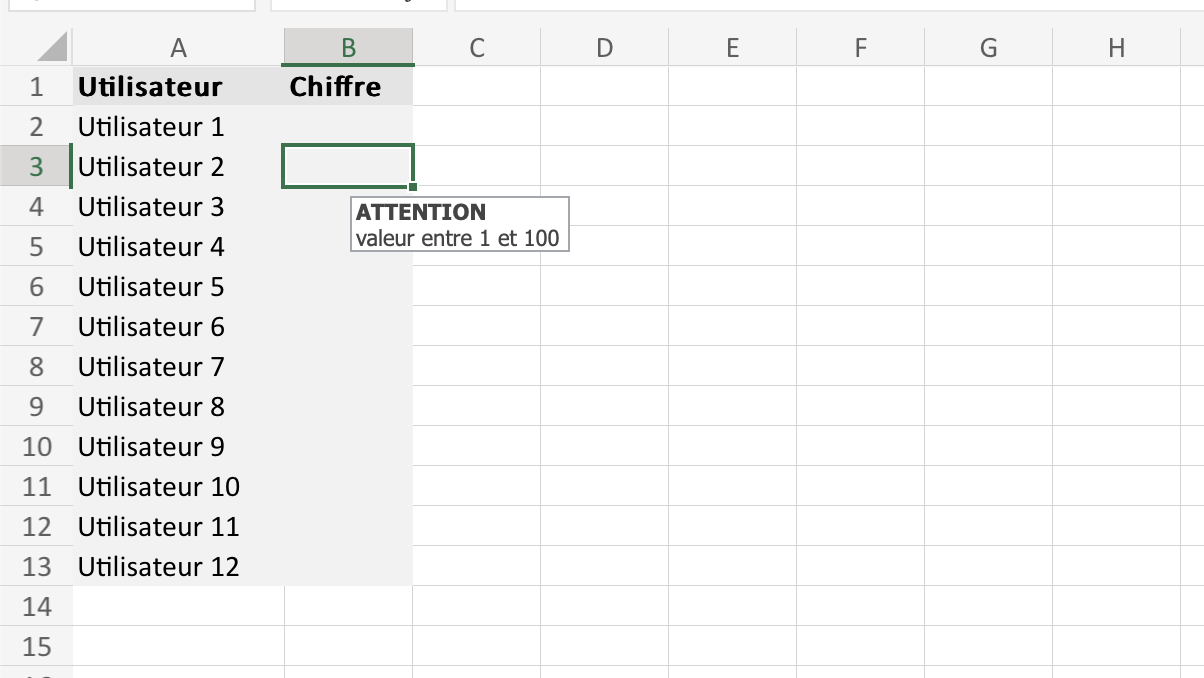 A B C D E F G H
1 Utilisateur Chiffre
2 Utilisateur 1
3 Utilisateur 2
4 Utilisateur 3
ATTENTION
valeur entre 1 et 100
5 Utilisateur 4
6 Utilisateur 5
7 Utilisateur 6
8 Utilisateur 7
9 Utilisateur 8
10 Utilisateur 9
11 Utilisateur 10
12 Utilisateur 11
13 Utilisateur 12
14
15